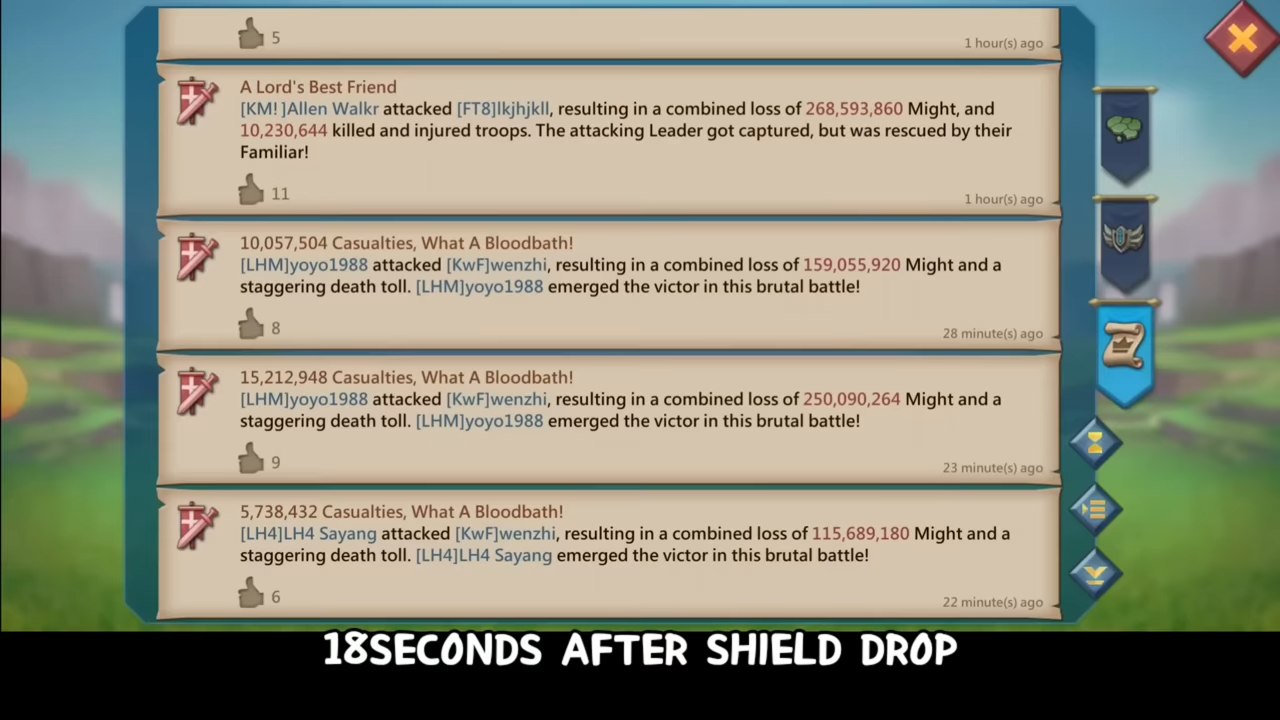 5
1 hour(s) ago
A Lord's Best Friend
[KM! ]Allen Walkr attacked [FT8]lkjhjkll, resulting in a combined loss of 268,593,860 Might, and
10,230,644 killed and injured troops. The attacking Leader got captured, but was rescued by their
Familiar!
11
1 hour(s) ago
10,057,504 Casualties, What A Bloodbath!
[LHM]yoyo1988 attacked [KwF]wenzhi, resulting in a combined loss of 159,055,920 Might and a
staggering death toll. [LHM]yoyo1988 emerged the victor in this brutal battle!
8
28 minute(s) ago
15,212,948 Casualties, What A Bloodbath!
[LHM]yoyo1988 attacked [KwF]wenzhi, resulting in a combined loss of 250,090,264 Might and a
staggering death toll. [LHM]yoyo1988 emerged the victor in this brutal battle!
9
23 minute(s) ago
5,738,432 Casualties, What A Bloodbath!
[LH4]LH4 Sayang attacked [KwF]wenzhi, resulting in a combined loss of 115,689,180 Might and a
staggering death toll. [LH4]LH4 Sayang emerged the victor in this brutal battle!
6
22 minute(s) ago
18SECONDS AFTER SHIELD DROP